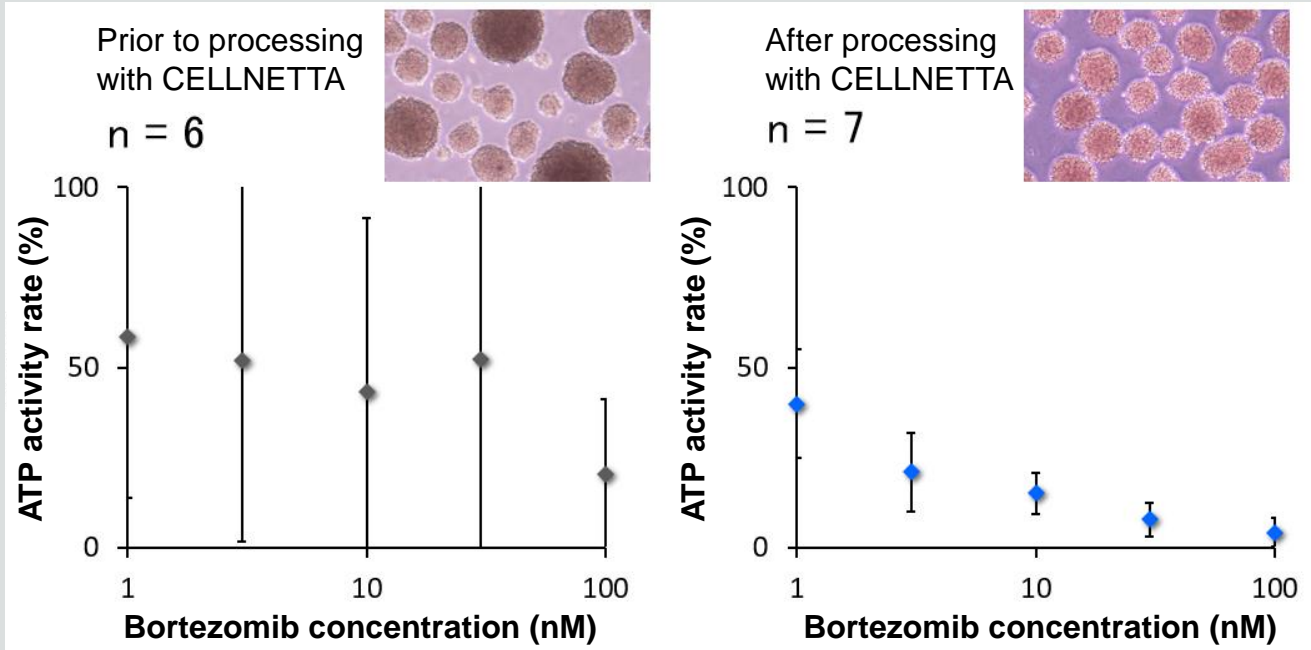 Prior to processing
with CELLNETTA
n = 6
100
50
0
ATP activity rate (%)
1
10
100
Bortezomib concentration (nM)
After processing
with CELLNETTA
n = 7
100
50
0
ATP activity rate (%)
1
10
100
Bortezomib concentration (nM)